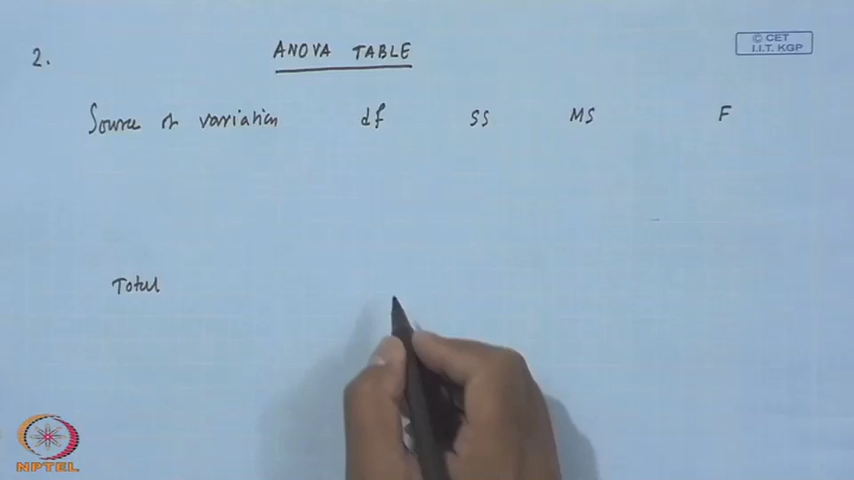 © CET
I.I.T. KGP
2. ANOVA TABLE
Source of variation df SS MS F
Total
NPTEL